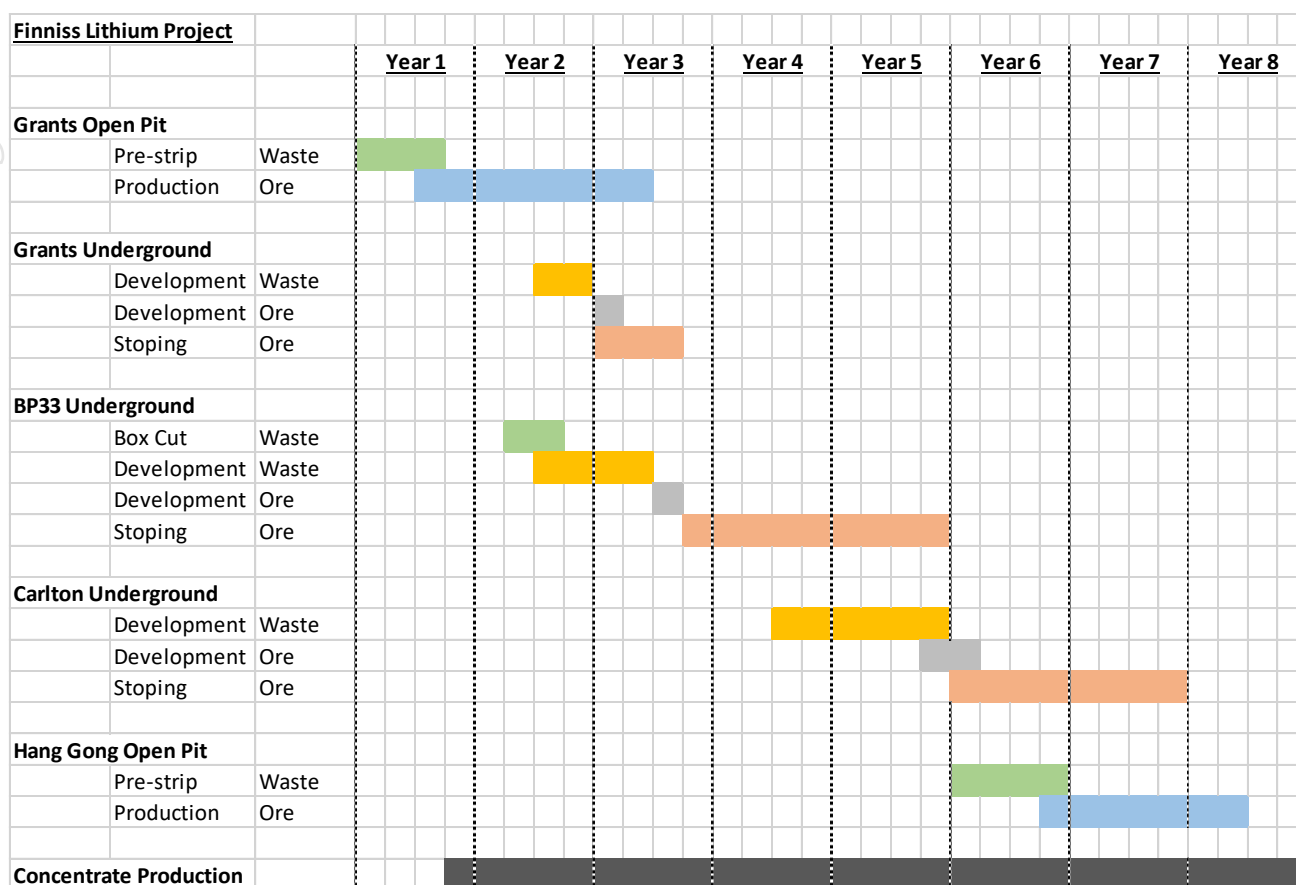 Finniss Lithium Project
Year 1 Year 2 Year 3 Year 4 Year 5 Year 6 Year 7 Year 8
Grants Open Pit
Pre-strip Waste
Production Ore
Grants Underground
Development Waste
Development Ore
Stoping Ore
BP33 Underground
Box Cut Waste
Development Waste
Development Ore
Stoping Ore
Carlton Underground
Development Waste
Development Ore
Stoping Ore
Hang Gong Open Pit
Pre-strip Waste
Production Ore
Concentrate Production